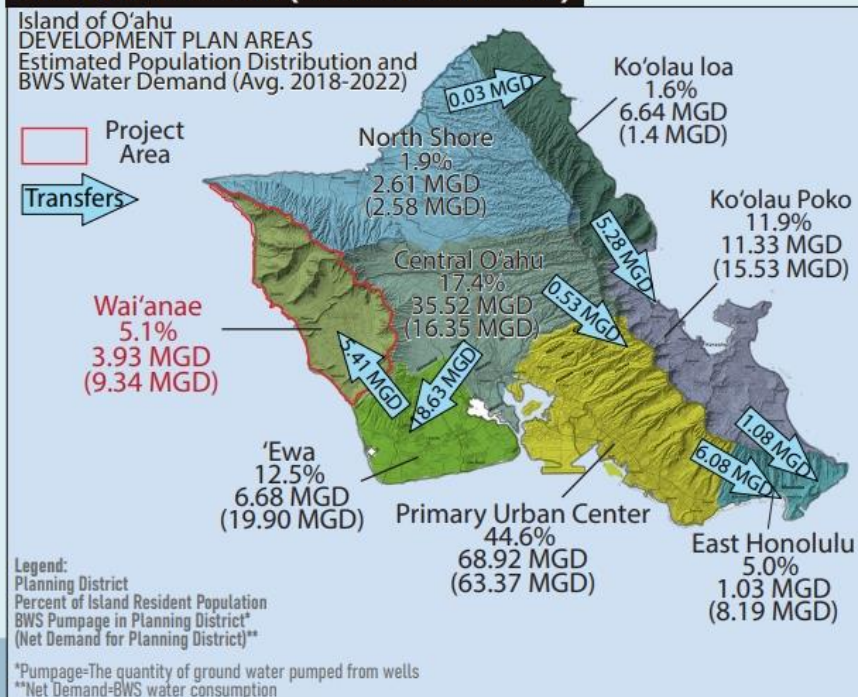 Island of O'ahu
DEVELOPMENT PLAN AREAS
Estimated Population Distribution and
BWS Water Demand (Avg. 2018-2022)
Project
Area
Transfers
0.03 MGD
Ko'olau loa
1.6%
6.64 MGD
(1.4 MGD)
North Shore
1.9%
2.61 MGD
(2.58 MGD)
Ko'olau Poko
11.9%
11.33 MGD
(15.53 MGD)
5.28 MGD
Central O'ahu
17.4%
35.52 MGD
(16.35 MGD)
0.53 MGD
Wai'anae
5.1%
3.93 MGD
(9.34 MGD)
5.41 MGD
18.63 MGD
1.08 MGD
6.08 MGD
'Ewa
12.5%
6.68 MGD
(19.90 MGD)
Primary Urban Center
44.6%
68.92 MGD
(63.37 MGD)
East Honolulu
5.0%
1.03 MGD
(8.19 MGD)
Legend:
Planning District
Percent of Island Resident Population
BWS Pumpage in Planning District*
(Net Demand for Planning District)**
*Pumpage=The quantity of ground water pumped from wells
**Net Demand=BWS water consumption